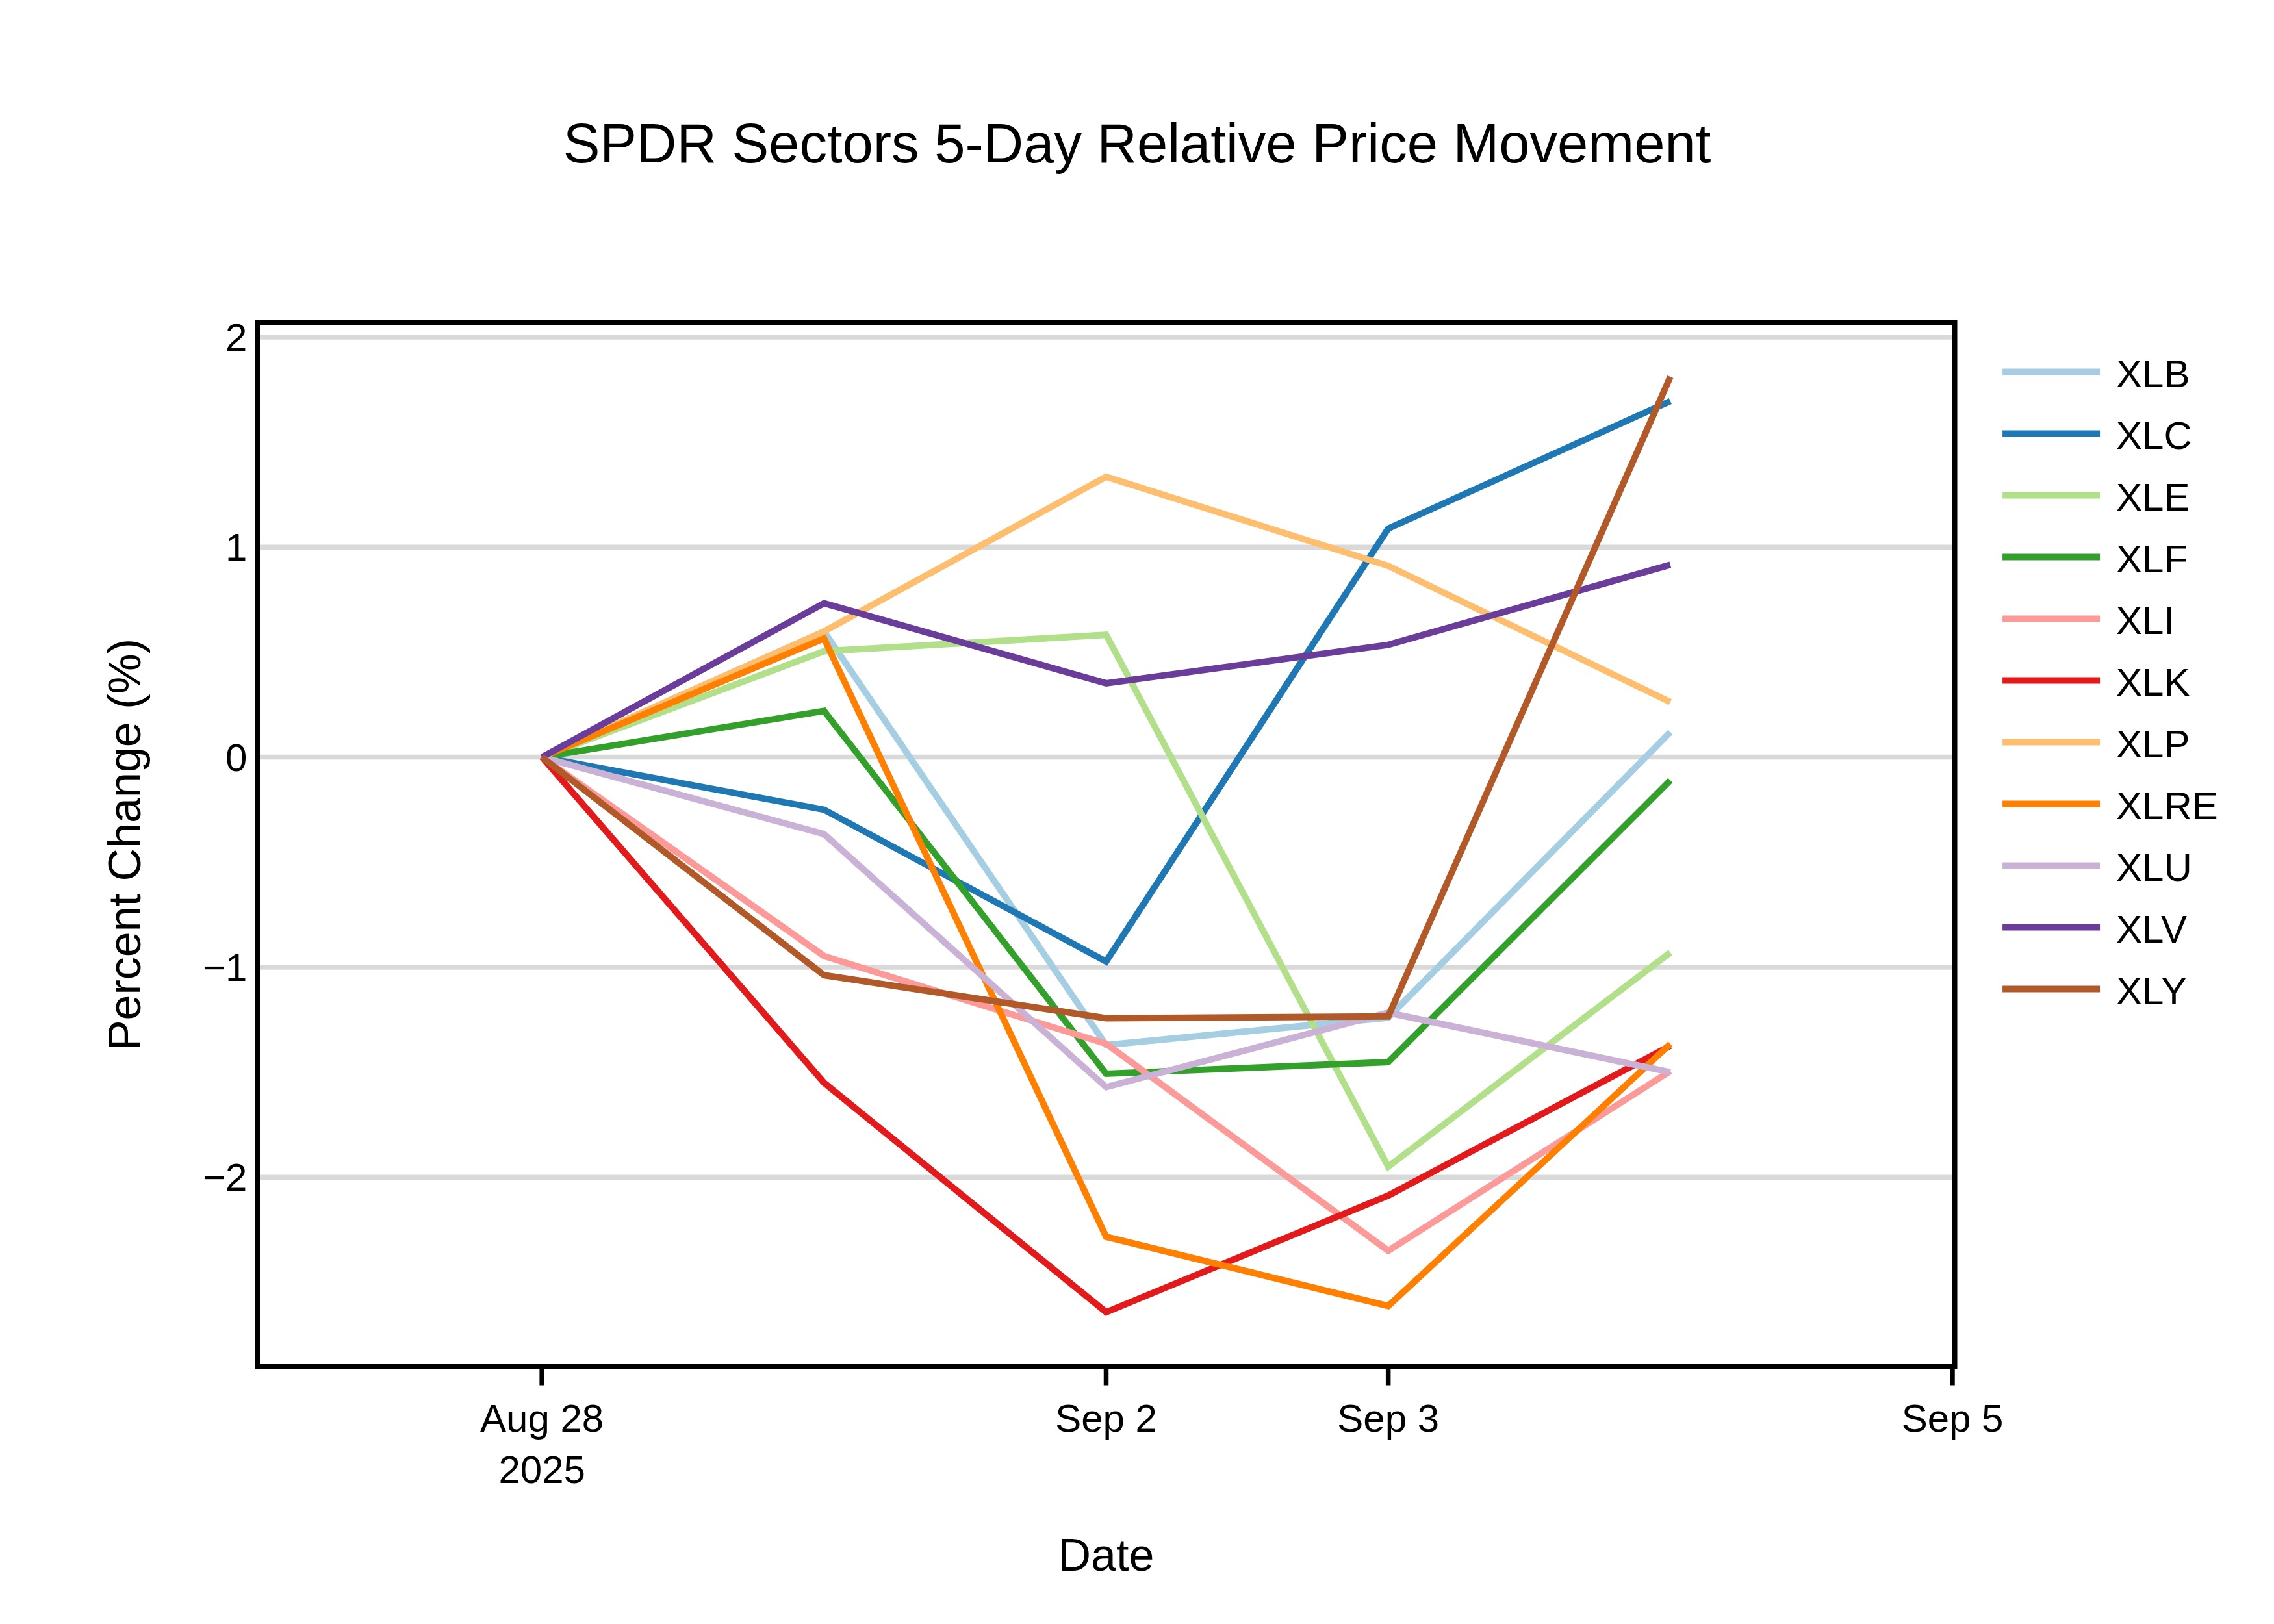 SPDR Sectors 5-Day Relative Price Movement
2
1
0
−1
−2
Percent Change (%)
Aug 28
2025
Sep 2
Sep 3
Sep 5
Date
XLB
XLC
XLE
XLF
XLI
XLK
XLP
XLRE
XLU
XLV
XLY